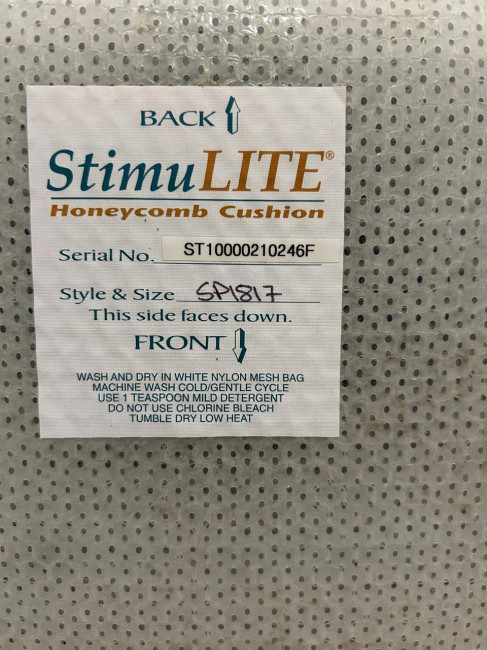 BACK
StimuLITE®
Honeycomb Cushion
Serial No. ST10000210246F
Style & Size SP1817
This side faces down.
FRONT
WASH AND DRY IN WHITE NYLON MESH BAG
MACHINE WASH COLD/GENTLE CYCLE
USE 1 TEASPOON MILD DETERGENT
DO NOT USE CHLORINE BLEACH
TUMBLE DRY LOW HEAT